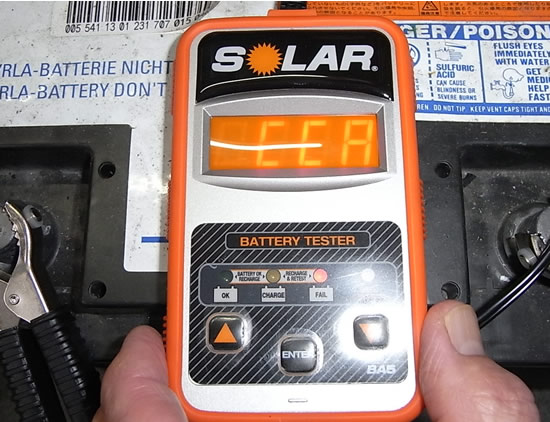 005 541 13 01 231 707 015
RLA-BATTERIE NICHT
RLA-BATTERY DON'T
GER/POISON
FLUSH EYES
IMMEDIATELY
WITH WATER
SULFURIC
ACID
CAN CAUSE
BLINDNESS OR
SEVERE BURNS
GET
MEDI
HELP
FAST
REN. DO NOT TIP. KEEP VENT CAPS TIGHT AND
SOLAR®
CCA
BATTERY TESTER
BATTERY OK RECHARGE
RECHARGE & RETEST
OK CHARGE FAIL
ENTER
BA5